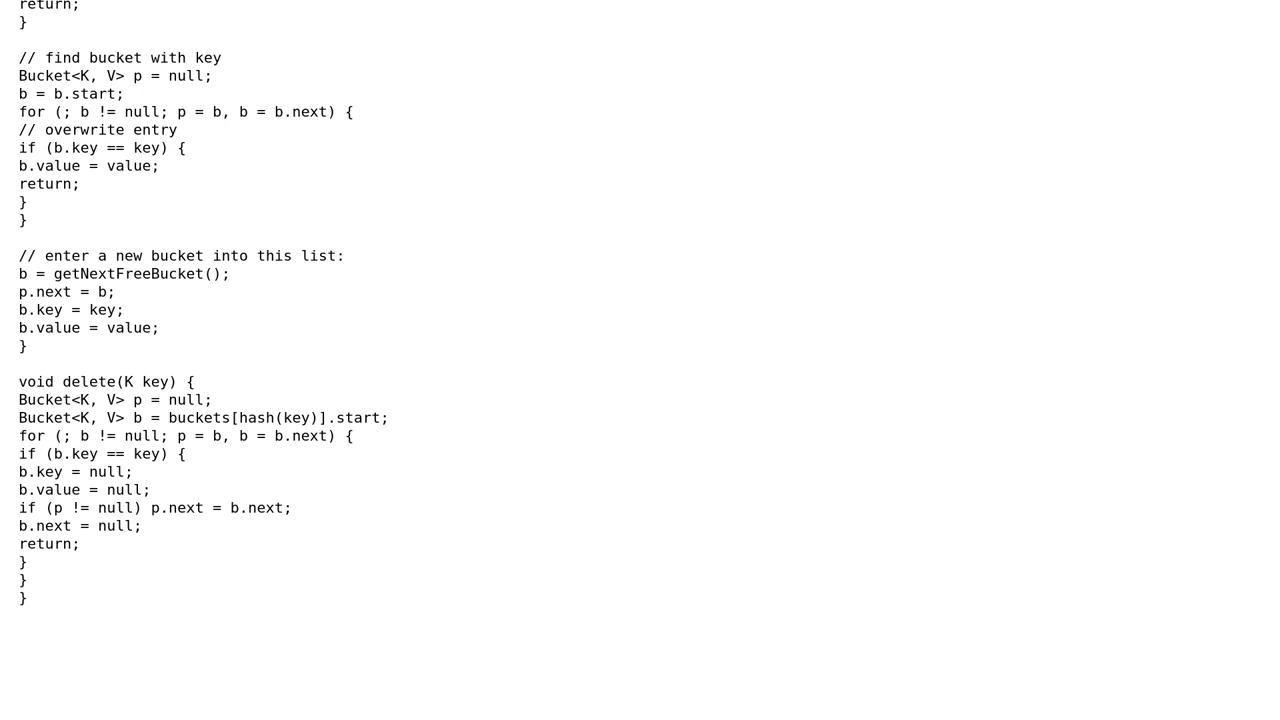 return;
}

// find bucket with key
Bucket<K, V> p = null;
b = b.start;
for (; b != null; p = b, b = b.next) {
// overwrite entry
if (b.key == key) {
b.value = value;
return;
}
}

// enter a new bucket into this list:
b = getNextFreeBucket();
p.next = b;
b.key = key;
b.value = value;
}

void delete(K key) {
Bucket<K, V> p = null;
Bucket<K, V> b = buckets[hash(key)].start;
for (; b != null; p = b, b = b.next) {
if (b.key == key) {
b.key = null;
b.value = null;
if (p != null) p.next = b.next;
b.next = null;
return;
}
}
}